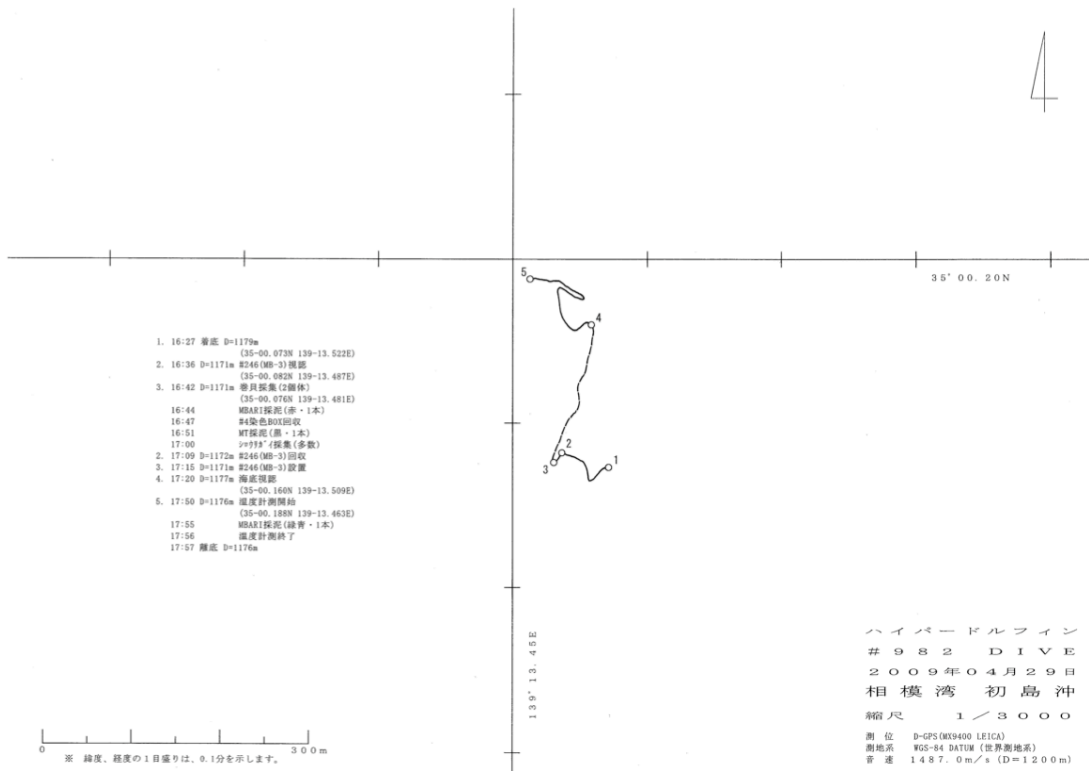 35° 00. 20N
5
4
2
3
1
1. 16:27 着底 D=1179m
(35-00.073N 139-13.522E)
2. 16:36 D=1171m #246(MB-3)視認
(35-00.082N 139-13.487E)
3. 16:42 D=1171m 巻貝採集(2個体)
(35-00.076N 139-13.481E)
16:44 MBARI採泥(赤・1本)
16:47 #4染色BOX回収
16:51 MT採泥(黒・1本)
17:00 ｼﾛｳﾘｶﾞｲ採集(多数)
2. 17:09 D=1172m #246(MB-3)回収
3. 17:15 D=1171m #246(MB-3)設置
4. 17:20 D=1177m 海底視認
(35-00.160N 139-13.509E)
5. 17:50 D=1176m 温度計測開始
(35-00.188N 139-13.463E)
17:55 MBARI採泥(緑青・1本)
17:56 温度計測終了
17:57 離底 D=1176m
139° 13. 45E
0 300m
※ 緯度、経度の1目盛りは、0.1分を示します。
ハイパードルフィン
#982 DIVE
2009年04月29日
相模湾 初島沖
縮尺 1/3000
測位 D-GPS(MX9400 LEICA)
測地系 WGS-84 DATUM (世界測地系)
音速 1487.0m/s (D=1200m)